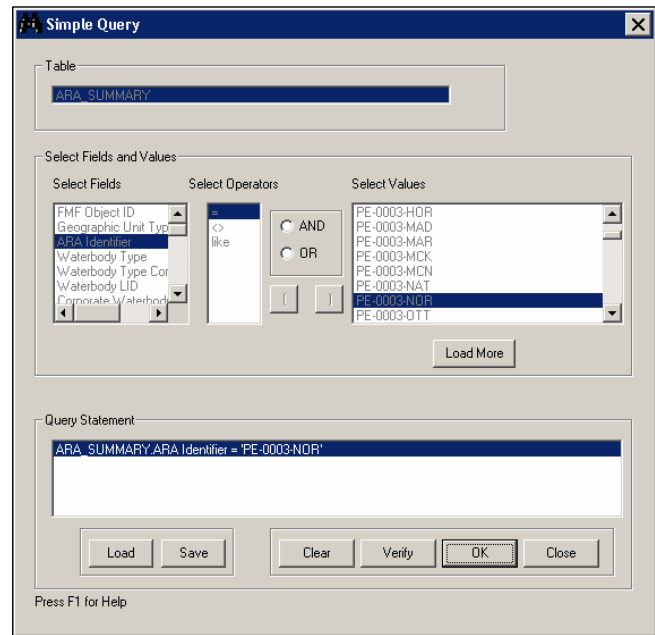 Simple Query
Table
ARA_SUMMARY
Select Fields and Values
Select Fields
FMF Object ID
Geographic Unit Typ
ARA Identifier
Waterbody Type
Waterbody Type Cor
Waterbody LID
Corporate Waterbody
Select Operators
=
<>
like
AND
OR
(
)
Select Values
PE-0003-HOR
PE-0003-MAD
PE-0003-MAR
PE-0003-MCK
PE-0003-MCN
PE-0003-NAT
PE-0003-NOR
PE-0003-OTT
Load More
Query Statement
ARA_SUMMARY.ARA Identifier = 'PE-0003-NOR'
Load
Save
Clear
Verify
OK
Close
Press F1 for Help